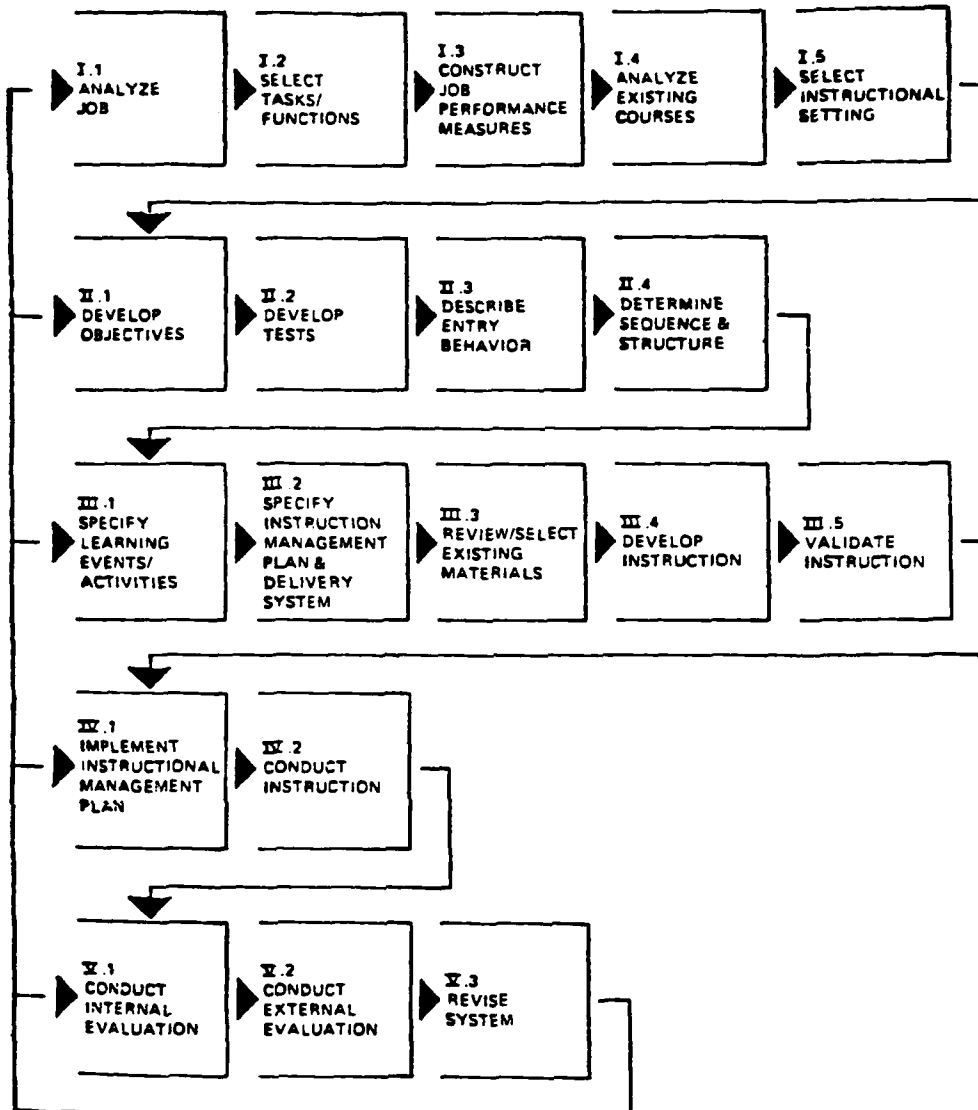 I.1
ANALYZE
JOB
I.2
SELECT
TASKS/
FUNCTIONS
I.3
CONSTRUCT
JOB
PERFORMANCE
MEASURES
I.4
ANALYZE
EXISTING
COURSES
I.5
SELECT
INSTRUCTIONAL
SETTING
II.1
DEVELOP
OBJECTIVES
II.2
DEVELOP
TESTS
II.3
DESCRIBE
ENTRY
BEHAVIOR
II.4
DETERMINE
SEQUENCE &
STRUCTURE
III.1
SPECIFY
LEARNING
EVENTS/
ACTIVITIES
III.2
SPECIFY
INSTRUCTION
MANAGEMENT
PLAN &
DELIVERY
SYSTEM
III.3
REVIEW/SELECT
EXISTING
MATERIALS
III.4
DEVELOP
INSTRUCTION
III.5
VALIDATE
INSTRUCTION
IV.1
IMPLEMENT
INSTRUCTIONAL
MANAGEMENT
PLAN
IV.2
CONDUCT
INSTRUCTION
V.1
CONDUCT
INTERNAL
EVALUATION
V.2
CONDUCT
EXTERNAL
EVALUATION
V.3
REVISE
SYSTEM